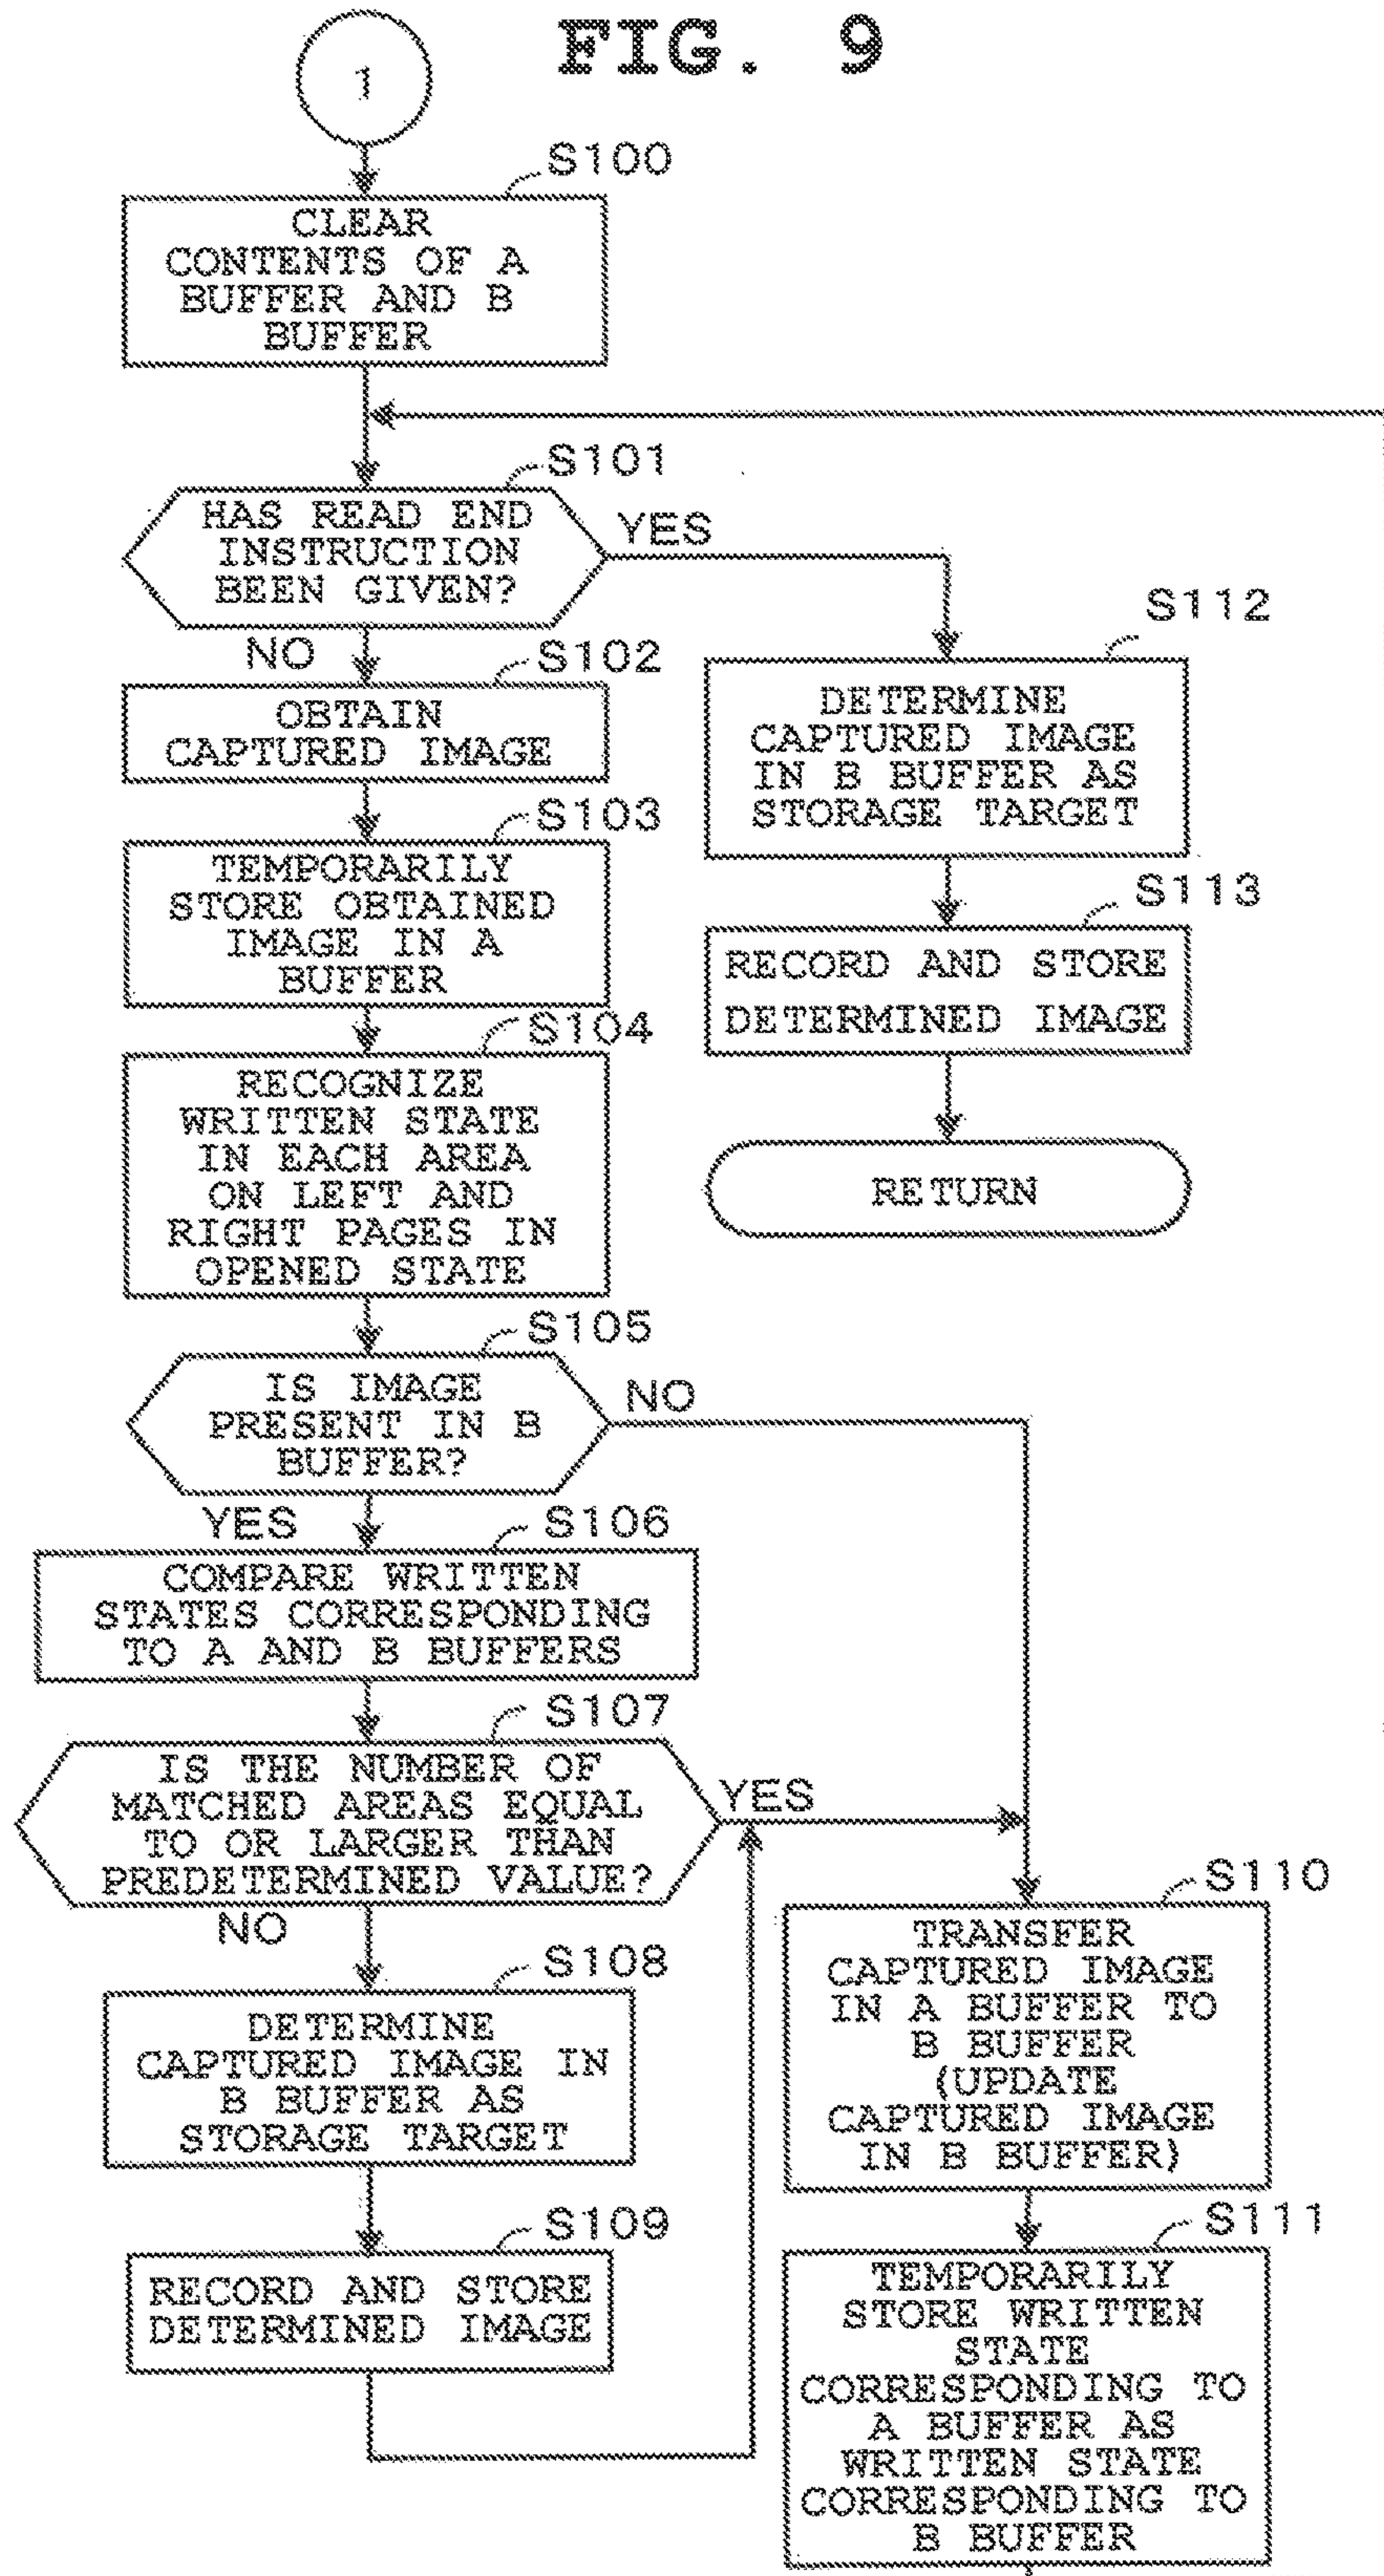 FIG. 9
1
S100
CLEAR
CONTENTS OF A
BUFFER AND B
BUFFER
S101
HAS READ END
INSTRUCTION
BEEN GIVEN?
YES
NO
S102
OBTAIN
CAPTURED IMAGE
S103
TEMPORARILY
STORE OBTAINED
IMAGE IN A
BUFFER
S104
RECOGNIZE
WRITTEN STATE
IN EACH AREA
ON LEFT AND
RIGHT PAGES IN
OPENED STATE
S105
IS IMAGE
PRESENT IN B
BUFFER?
NO
YES
S106
COMPARE WRITTEN
STATES CORRESPONDING
TO A AND B BUFFERS
S107
IS THE NUMBER OF
MATCHED AREAS EQUAL
TO OR LARGER THAN
PREDETERMINED VALUE?
YES
NO
S108
DETERMINE
CAPTURED IMAGE IN
B BUFFER AS
STORAGE TARGET
S109
RECORD AND STORE
DETERMINED IMAGE
S110
TRANSFER
CAPTURED IMAGE
IN A BUFFER TO
B BUFFER
(UPDATE
CAPTURED IMAGE
IN B BUFFER)
S111
TEMPORARILY
STORE WRITTEN
STATE
CORRESPONDING TO
A BUFFER AS
WRITTEN STATE
CORRESPONDING TO
B BUFFER
S112
DETERMINE
CAPTURED IMAGE
IN B BUFFER AS
STORAGE TARGET
S113
RECORD AND STORE
DETERMINED IMAGE
RETURN